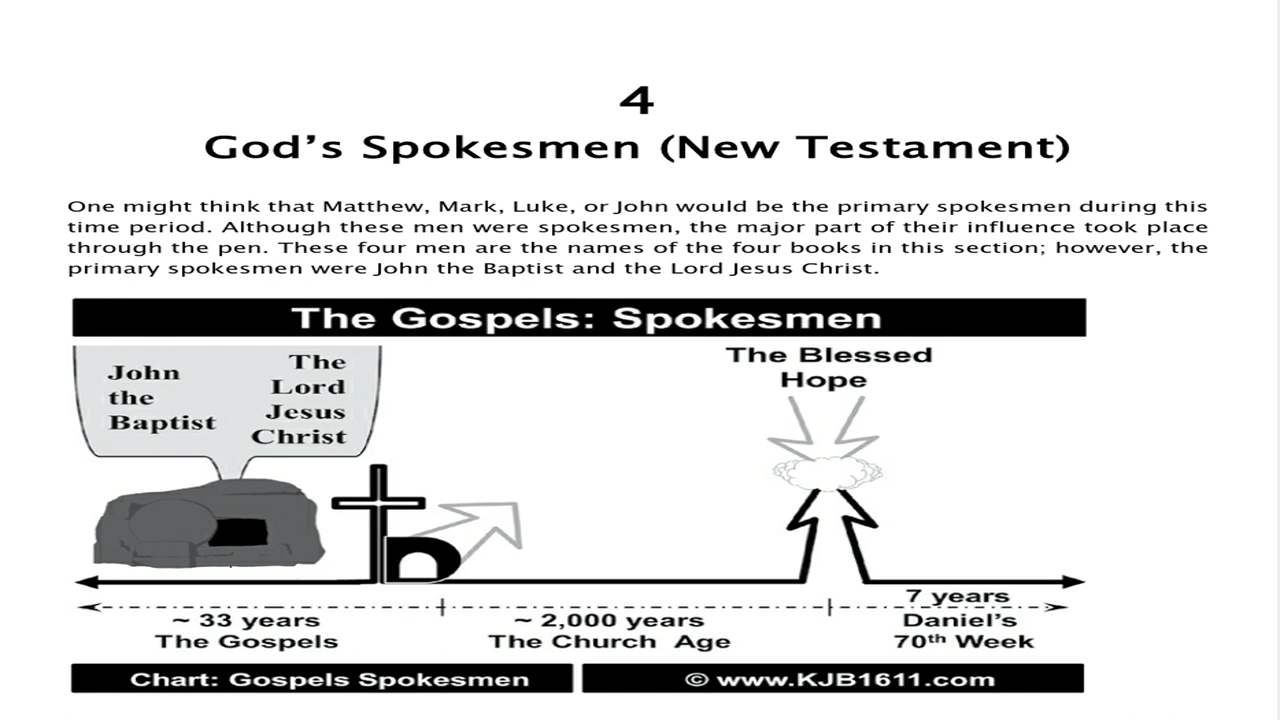 4
God's Spokesmen (New Testament)
One might think that Matthew, Mark, Luke, or John would be the primary spokesmen during this
time period. Although these men were spokesmen, the major part of their influence took place
through the pen. These four men are the names of the four books in this section; however, the
primary spokesmen were John the Baptist and the Lord Jesus Christ.
The Gospels: Spokesmen
John
the
Baptist
The
Lord
Jesus
Christ
The Blessed
Hope
~ 33 years
The Gospels
~ 2,000 years
The Church Age
7 years
Daniel's
70th Week
Chart: Gospels Spokesmen
© www.KJB1611.com